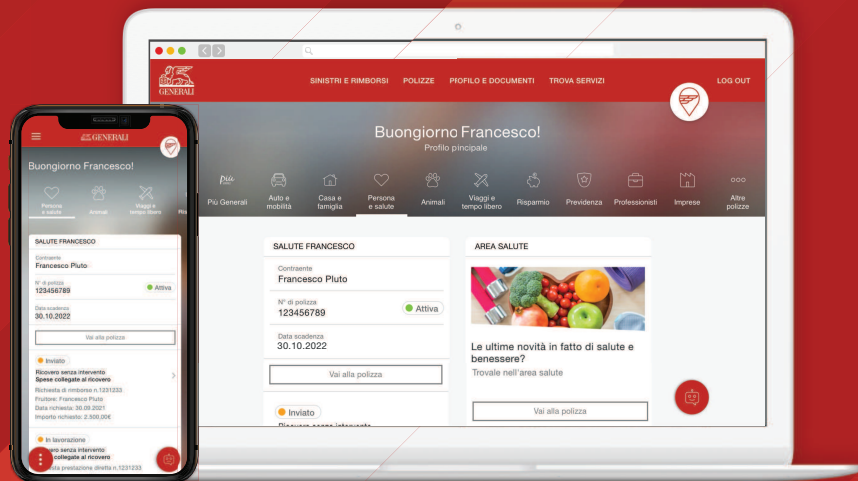 GENERALI
SINISTRI E RIMBORSI
POLIZZE
PROFILO E DOCUMENTI
TROVA SERVIZI
LOG OUT
Buongiorno Francesco!
Profilo pincipale
più
Più Generali
Auto e
mobilità
Casa e
famiglia
Persona
e salute
Animali
Viaggi e
tempo libero
Risparmio
Previdenza
Professionisti
Imprese
Altre
polizze
SALUTE FRANCESCO
Contraente
Francesco Pluto
N° di polizza
123456789
Attiva
Data scadenza
30.10.2022
Vai alla polizza
Inviato
Ricovero senza intervento
AREA SALUTE
Le ultime novità in fatto di salute e
benessere?
Trovale nell'area salute
Vai alla polizza
GENERALI
Buongiorno Francesco!
Persona
e salute
Animali
Viaggi e
tempo libero
SALUTE FRANCESCO
Contraente
Francesco Pluto
N° di polizza
123456789
Attiva
Data scadenza
30.10.2022
Vai alla polizza
Inviato
Ricovero senza intervento
Spese collegate al ricovero
Richiesta di rimborso n.1231233
Fruitore: Francesco Pluto
Data richiesta: 30.09.2021
Importo richiesto: 2.500,00€
In lavorazione
senza intervento
collegate al ricovero
prestazione diretta n.1231233